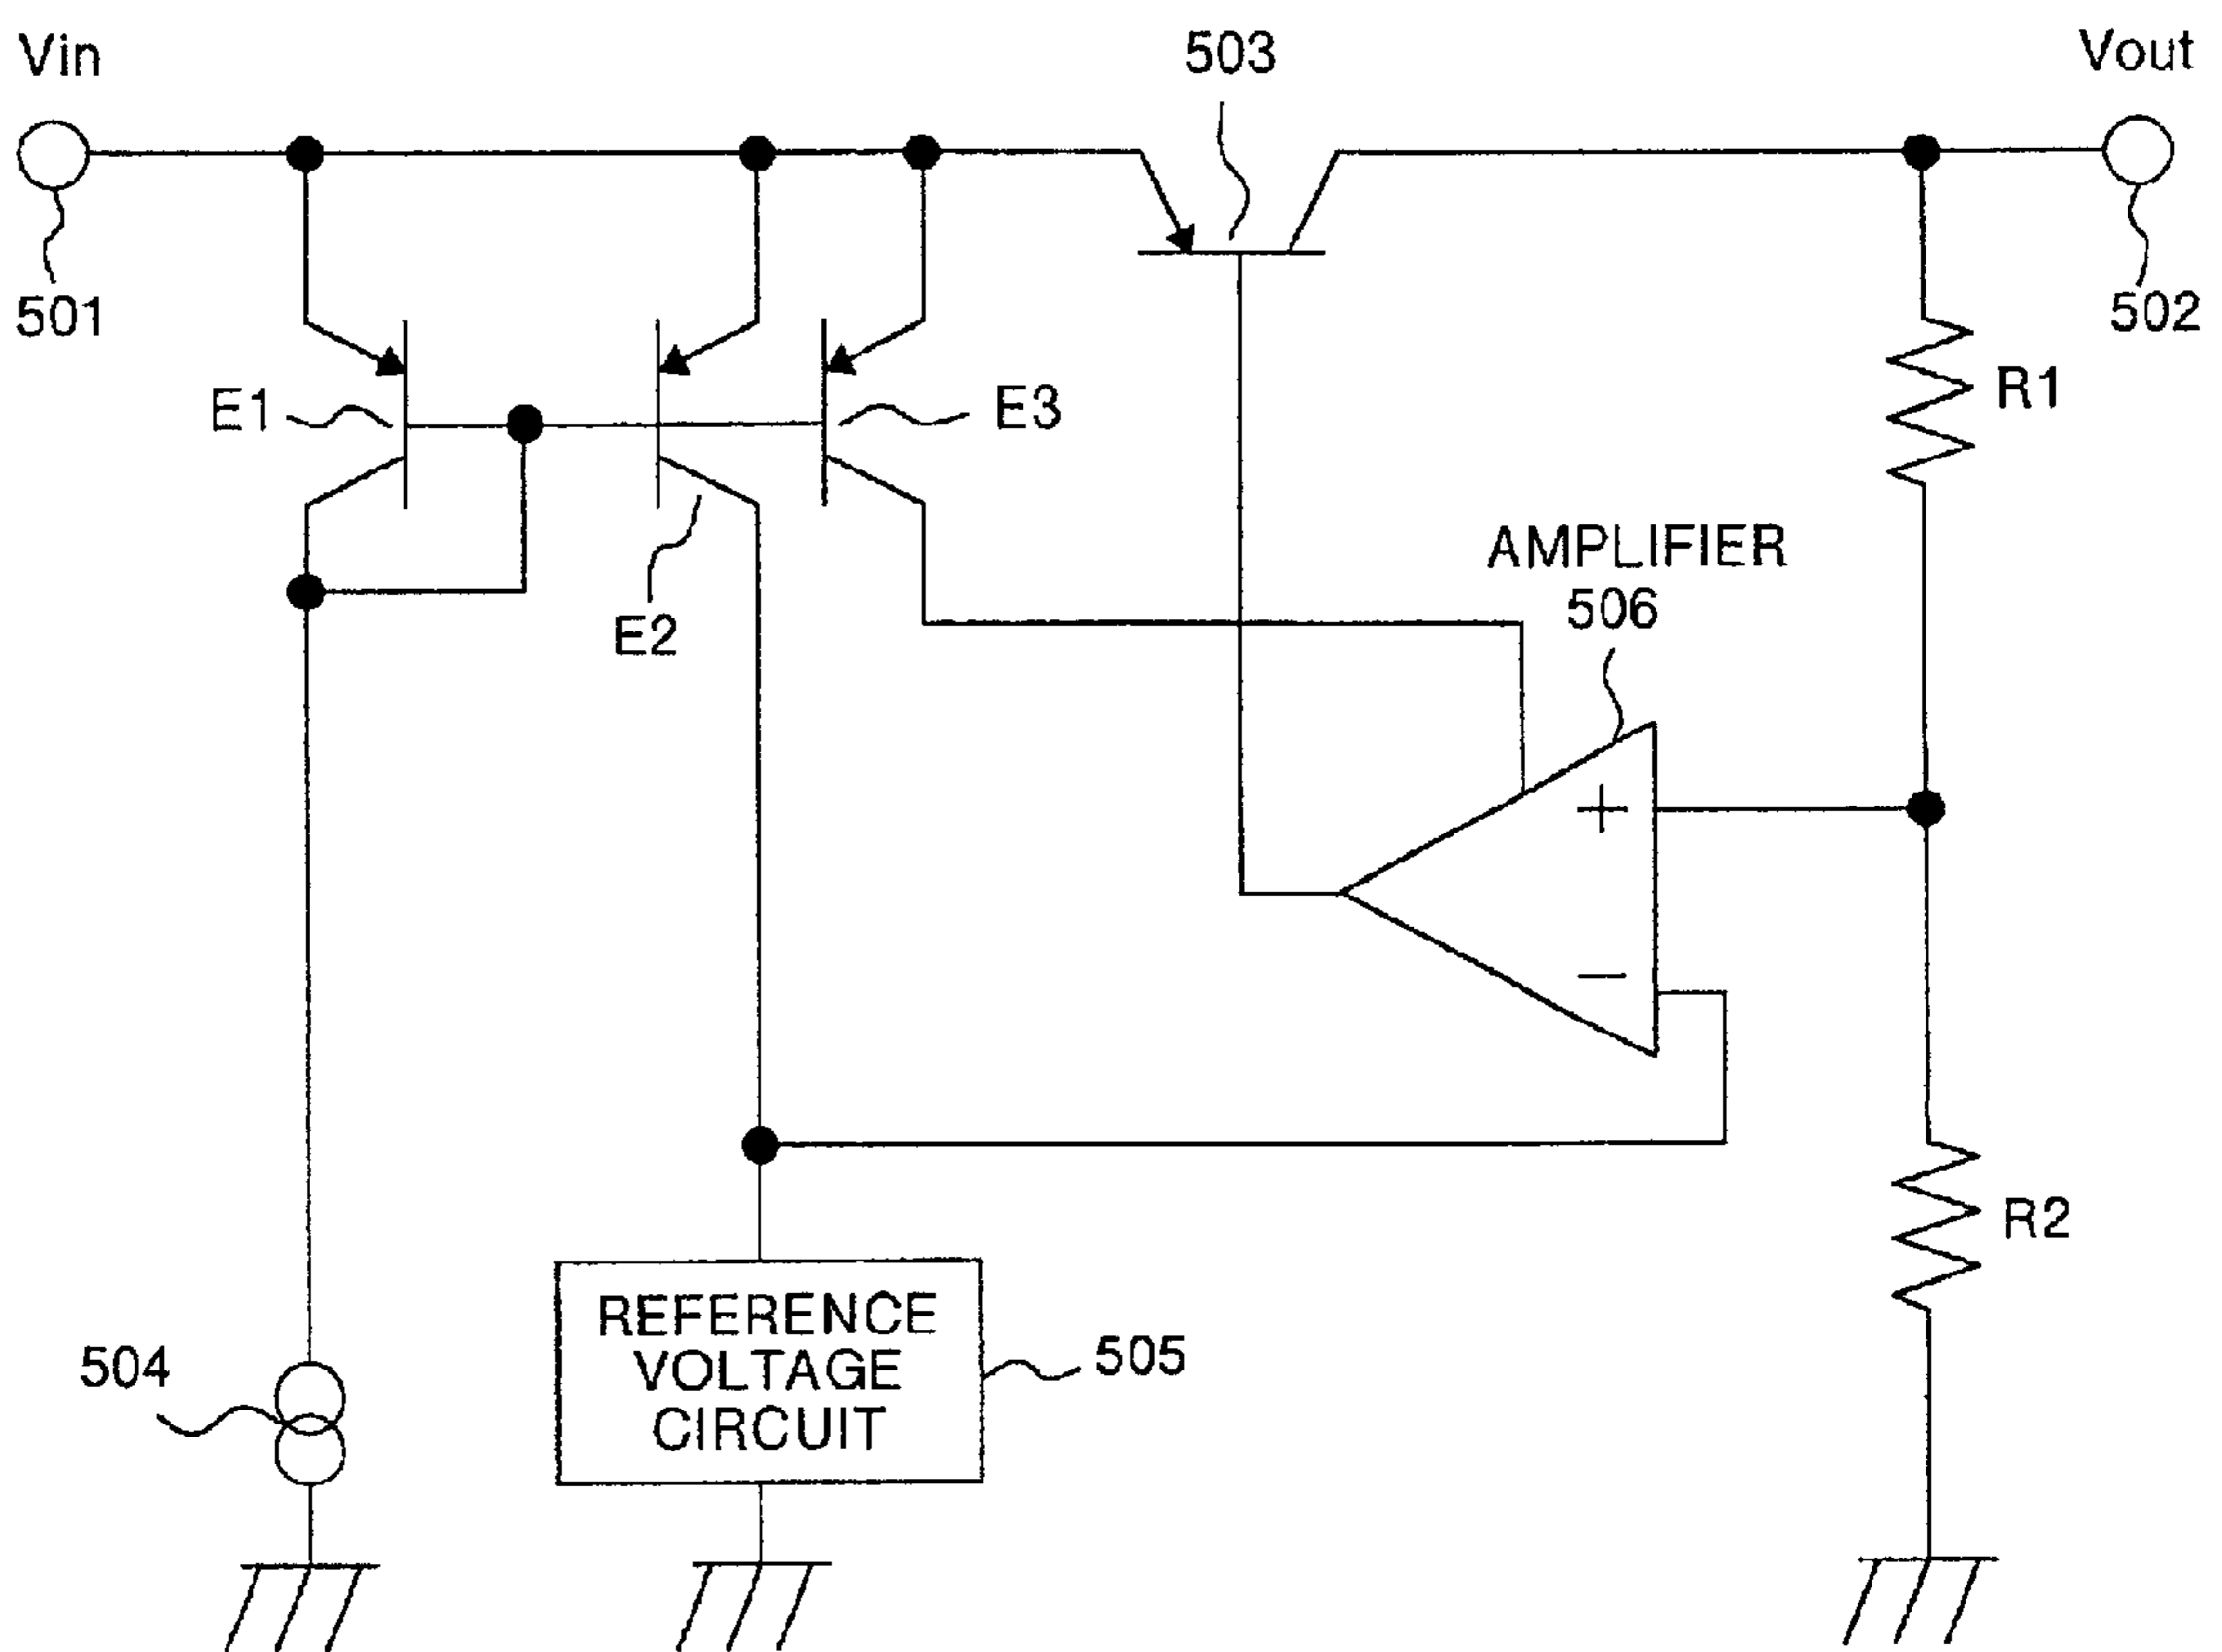 Vin
503
Vout
501
502
E1
E3
R1
E2
AMPLIFIER
506
+
−
R2
REFERENCE
VOLTAGE
CIRCUIT
504
505